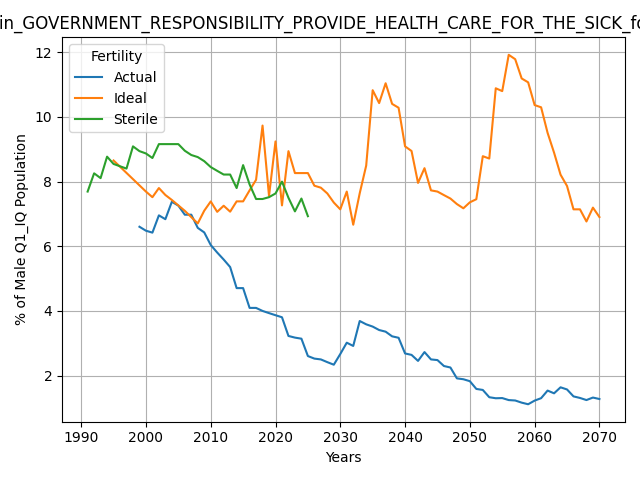 in_GOVERNMENT_RESPONSIBILITY_PROVIDE_HEALTH_CARE_FOR_THE_SICK_fo
Fertility
Actual
Ideal
Sterile
% of Male Q1_IQ Population
12
10
8
6
4
2
1990 2000 2010 2020 2030 2040 2050 2060 2070
Years